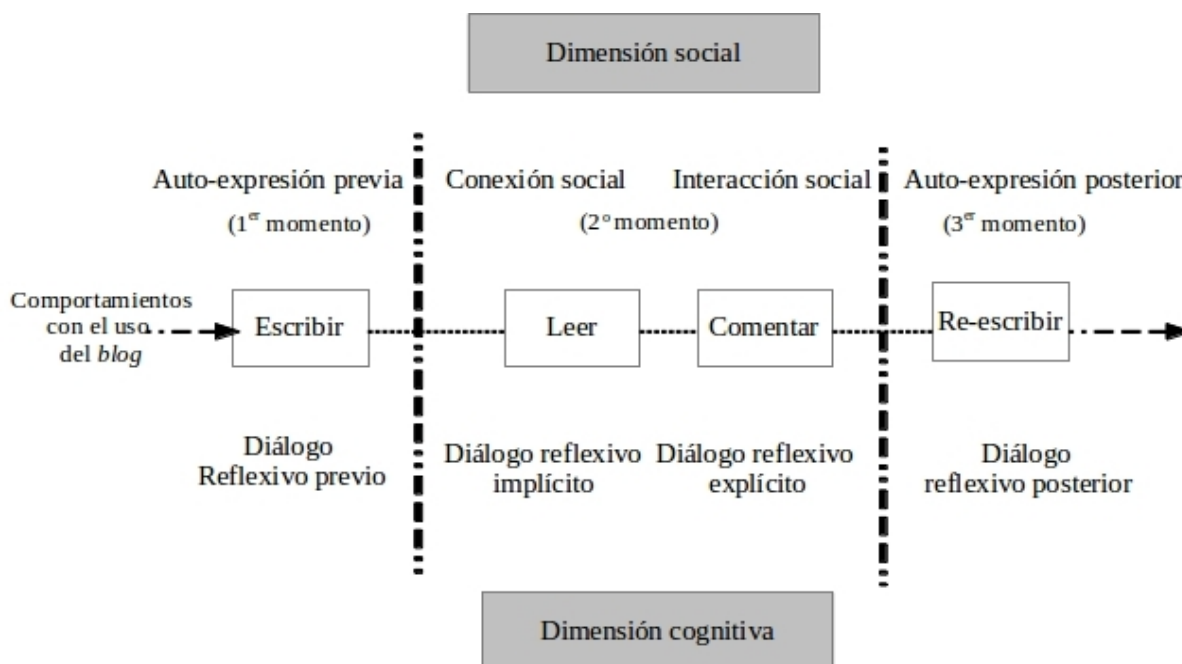 Dimensión social
Auto-expresión previa
(1er momento)
Conexión social
Interacción social
(2º momento)
Auto-expresión posterior
(3er momento)
Comportamientos
con el uso
del blog
Escribir
Leer
Comentar
Re-escribir
Diálogo
Reflexivo previo
Diálogo reflexivo
implícito
Diálogo reflexivo
explícito
Diálogo
reflexivo posterior
Dimensión cognitiva